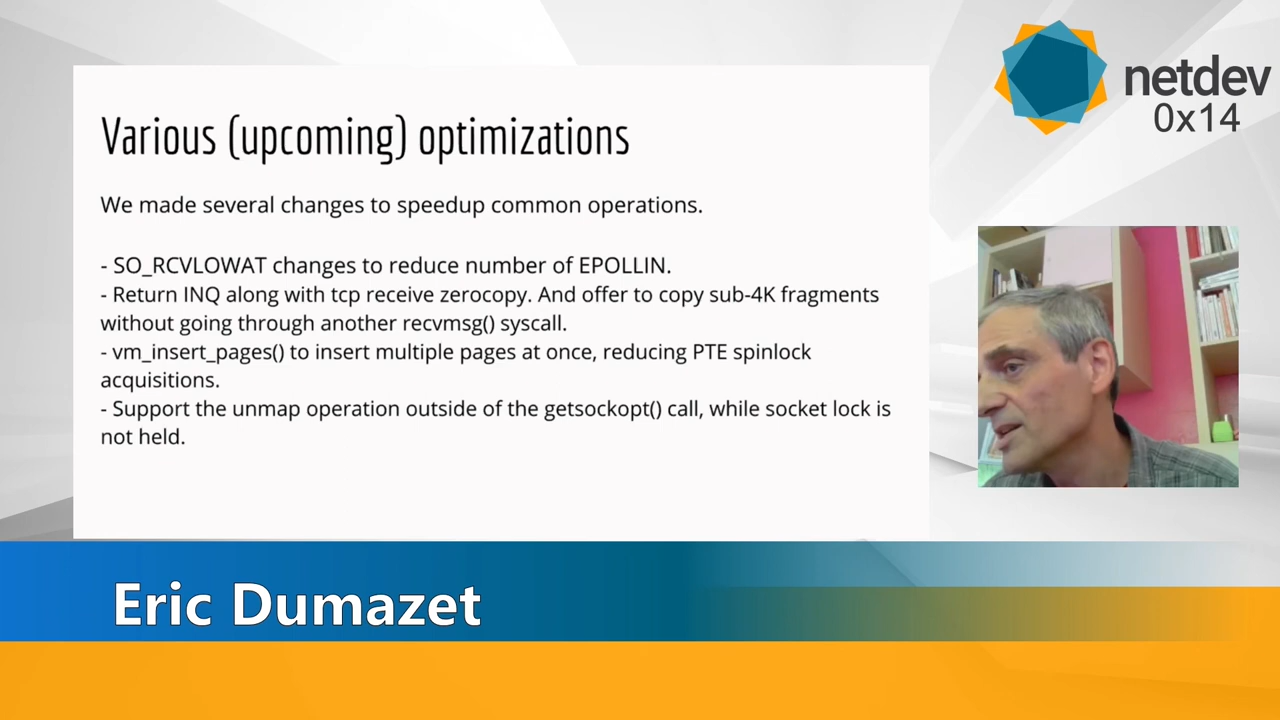 netdev
0x14
Various (upcoming) optimizations
We made several changes to speedup common operations.
- SO_RCVLOWAT changes to reduce number of EPOLLIN.
- Return INQ along with tcp receive zerocopy. And offer to copy sub-4K fragments
without going through another recvmsg() syscall.
- vm_insert_pages() to insert multiple pages at once, reducing PTE spinlock
acquisitions.
- Support the unmap operation outside of the getsockopt() call, while socket lock is
not held.
Eric Dumazet